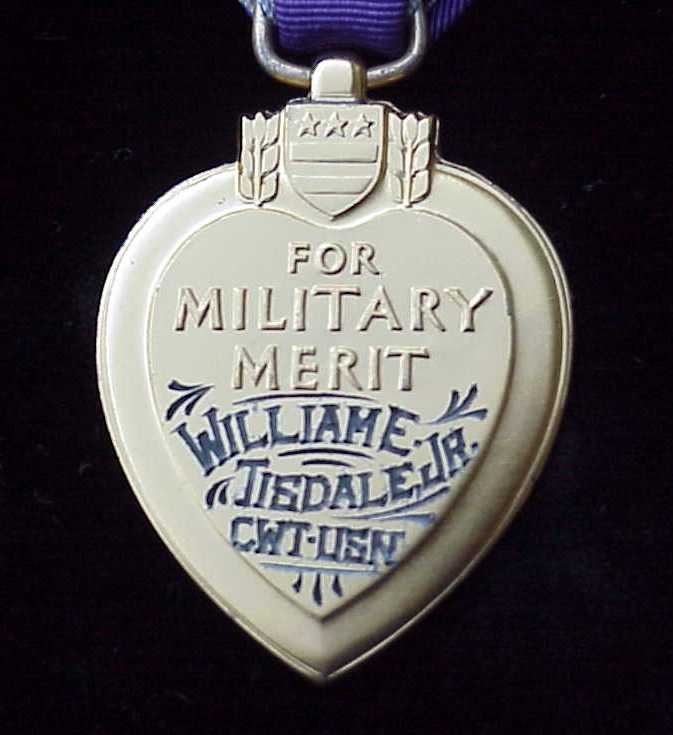 FOR
MILITARY
MERIT
WILLIAM E.
TISDALE, JR.
CWT-USN